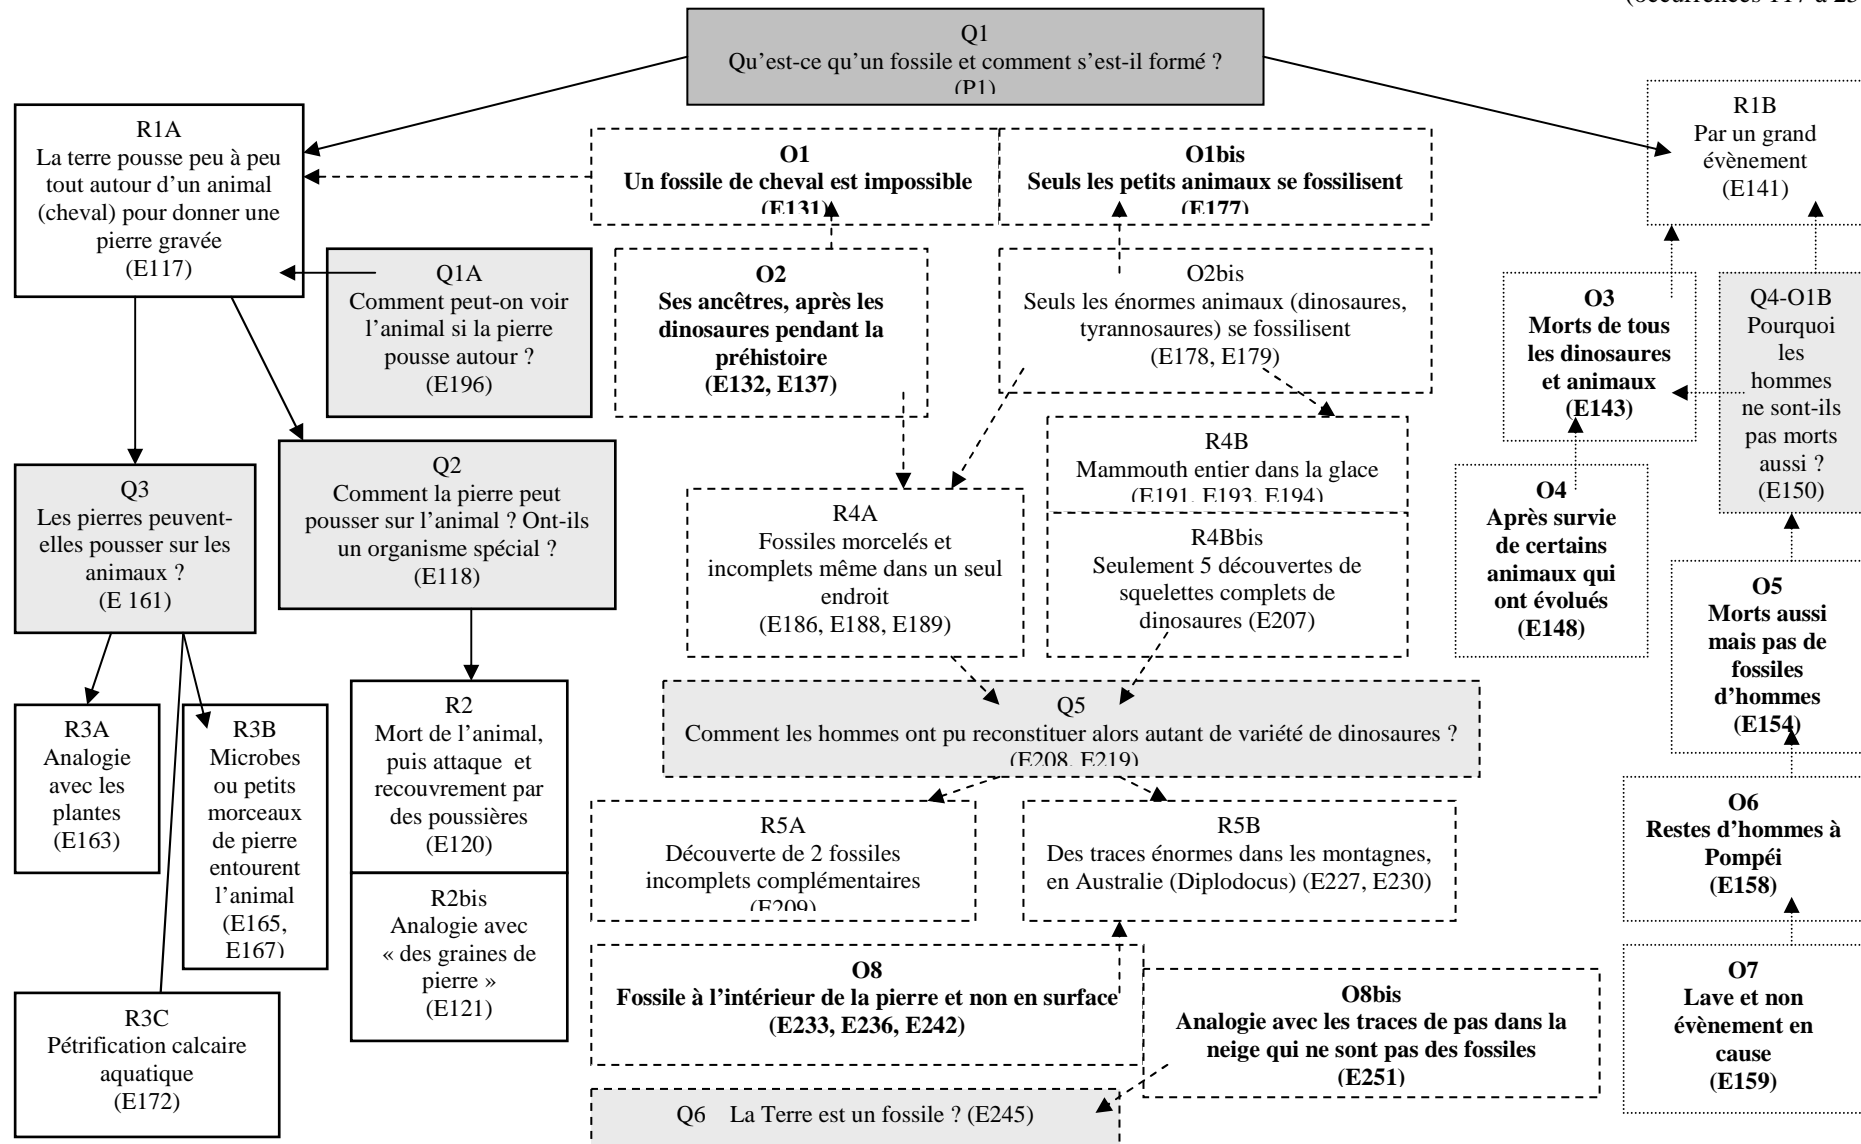 (occurrences 117 à 25
Q1
Qu’est-ce qu’un fossile et comment s’est-il formé ?
(P1)
R1A
La terre pousse peu à peu
tout autour d’un animal
(cheval) pour donner une
pierre gravée
(E117)
O1
Un fossile de cheval est impossible
(E131)
O1bis
Seuls les petits animaux se fossilisent
(E177)
R1B
Par un grand
évènement
(E141)
Q1A
Comment peut-on voir
l’animal si la pierre
pousse autour ?
(E196)
O2
Ses ancêtres, après les
dinosaures pendant la
préhistoire
(E132, E137)
O2bis
Seuls les énormes animaux (dinosaures,
tyrannosaures) se fossilisent
(E178, E179)
O3
Morts de tous
les dinosaures
et animaux
(E143)
Q4-O1B
Pourquoi
les
hommes
ne sont-ils
pas morts
aussi ?
(E150)
Q3
Les pierres peuvent-
elles pousser sur les
animaux ?
(E 161)
Q2
Comment la pierre peut
pousser sur l’animal ? Ont-ils
un organisme spécial ?
(E118)
R4A
Fossiles morcelés et
incomplets même dans un seul
endroit
(E186, E188, E189)
R4B
Mammouth entier dans la glace
(E191, E193, E194)
R4Bbis
Seulement 5 découvertes de
squelettes complets de
dinosaures (E207)
O4
Après survie
de certains
animaux qui
ont évolués
(E148)
O5
Morts aussi
mais pas de
fossiles
d’hommes
(E154)
R3A
Analogie
avec les
plantes
(E163)
R3B
Microbes
ou petits
morceaux
de pierre
entourent
l’animal
(E165,
E167)
R2
Mort de l’animal,
puis attaque et
recouvrement par
des poussières
(E120)
R2bis
Analogie avec
« des graines de
pierre »
(E121)
Q5
Comment les hommes ont pu reconstituer alors autant de variété de dinosaures ?
(E208, E219)
R5A
Découverte de 2 fossiles
incomplets complémentaires
(E209)
R5B
Des traces énormes dans les montagnes,
en Australie (Diplodocus) (E227, E230)
O6
Restes d’hommes à
Pompéi
(E158)
R3C
Pétrification calcaire
aquatique
(E172)
O8
Fossile à l’intérieur de la pierre et non en surface
(E233, E236, E242)
O8bis
Analogie avec les traces de pas dans la
neige qui ne sont pas des fossiles
(E251)
O7
Lave et non
évènement en
cause
(E159)
Q6 La Terre est un fossile ? (E245)